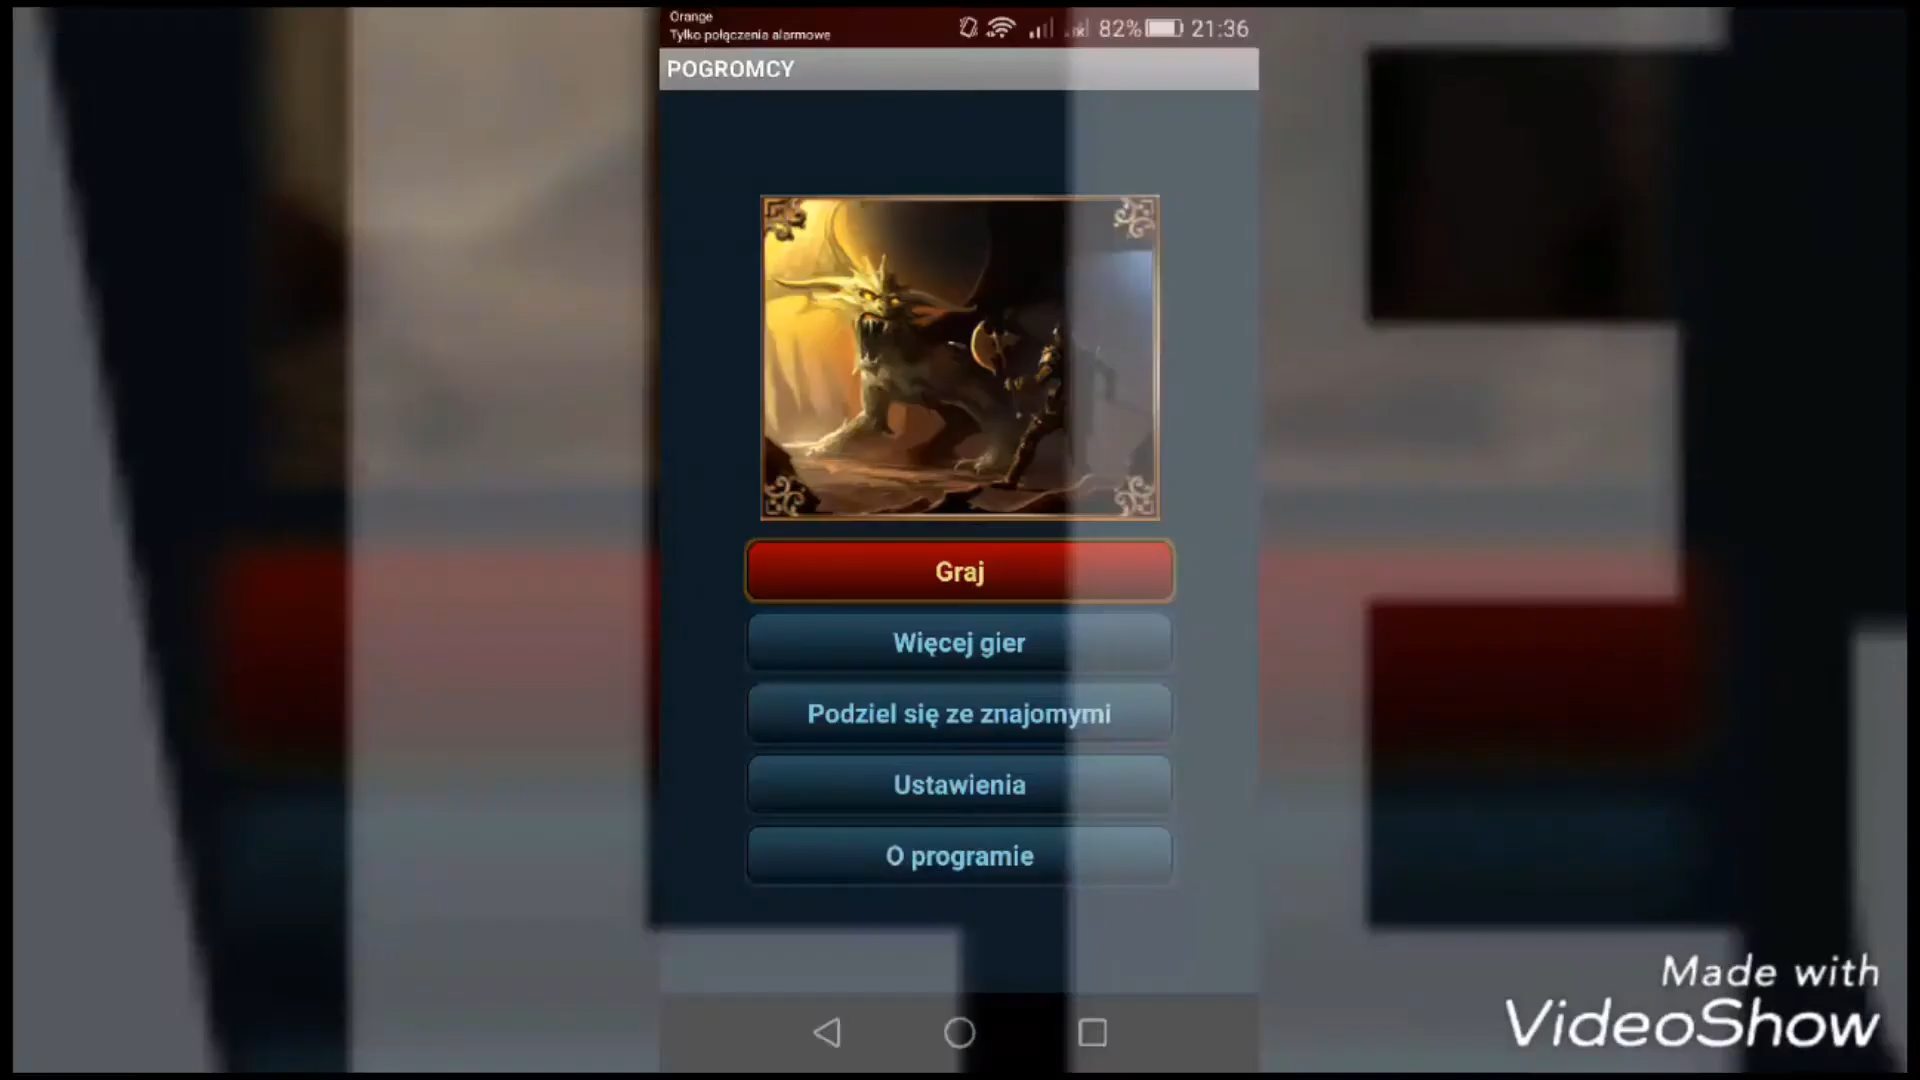 Orange
Tylko połączenia alarmowe
82%
21:36
POGROMCY
Graj
Więcej gier
Podziel się ze znajomymi
Ustawienia
O programie
Made with
VideoShow